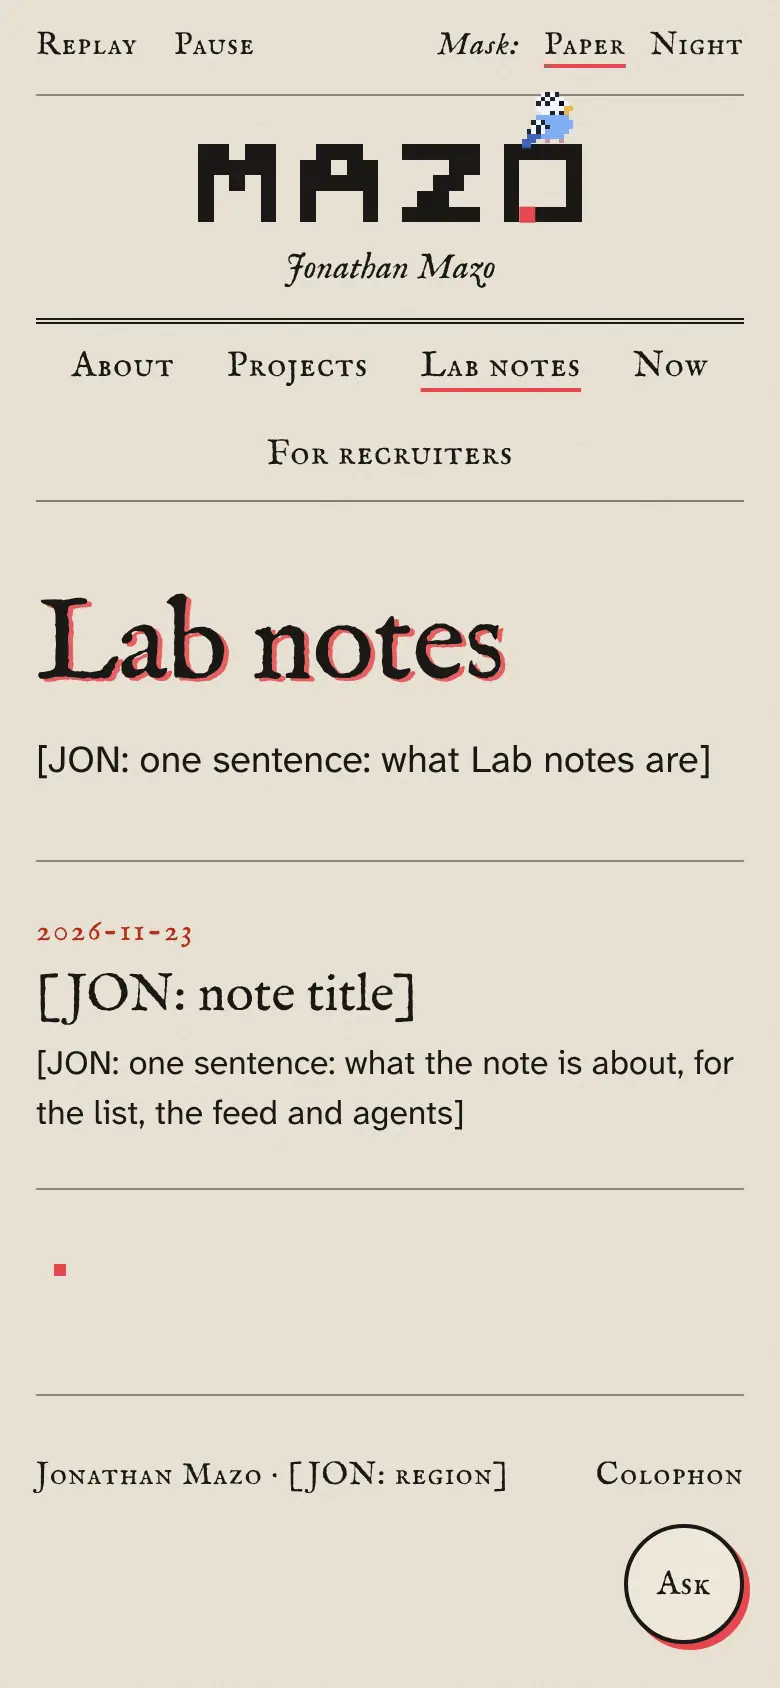 Replay Pause Mask: Paper Night
MAZO
Jonathan Mazo
About Projects Lab notes Now
For recruiters
Lab notes
[JON: one sentence: what Lab notes are]
2026-11-23
[JON: note title]
[JON: one sentence: what the note is about, for
the list, the feed and agents]
Jonathan Mazo · [JON: region] Colophon
Ask